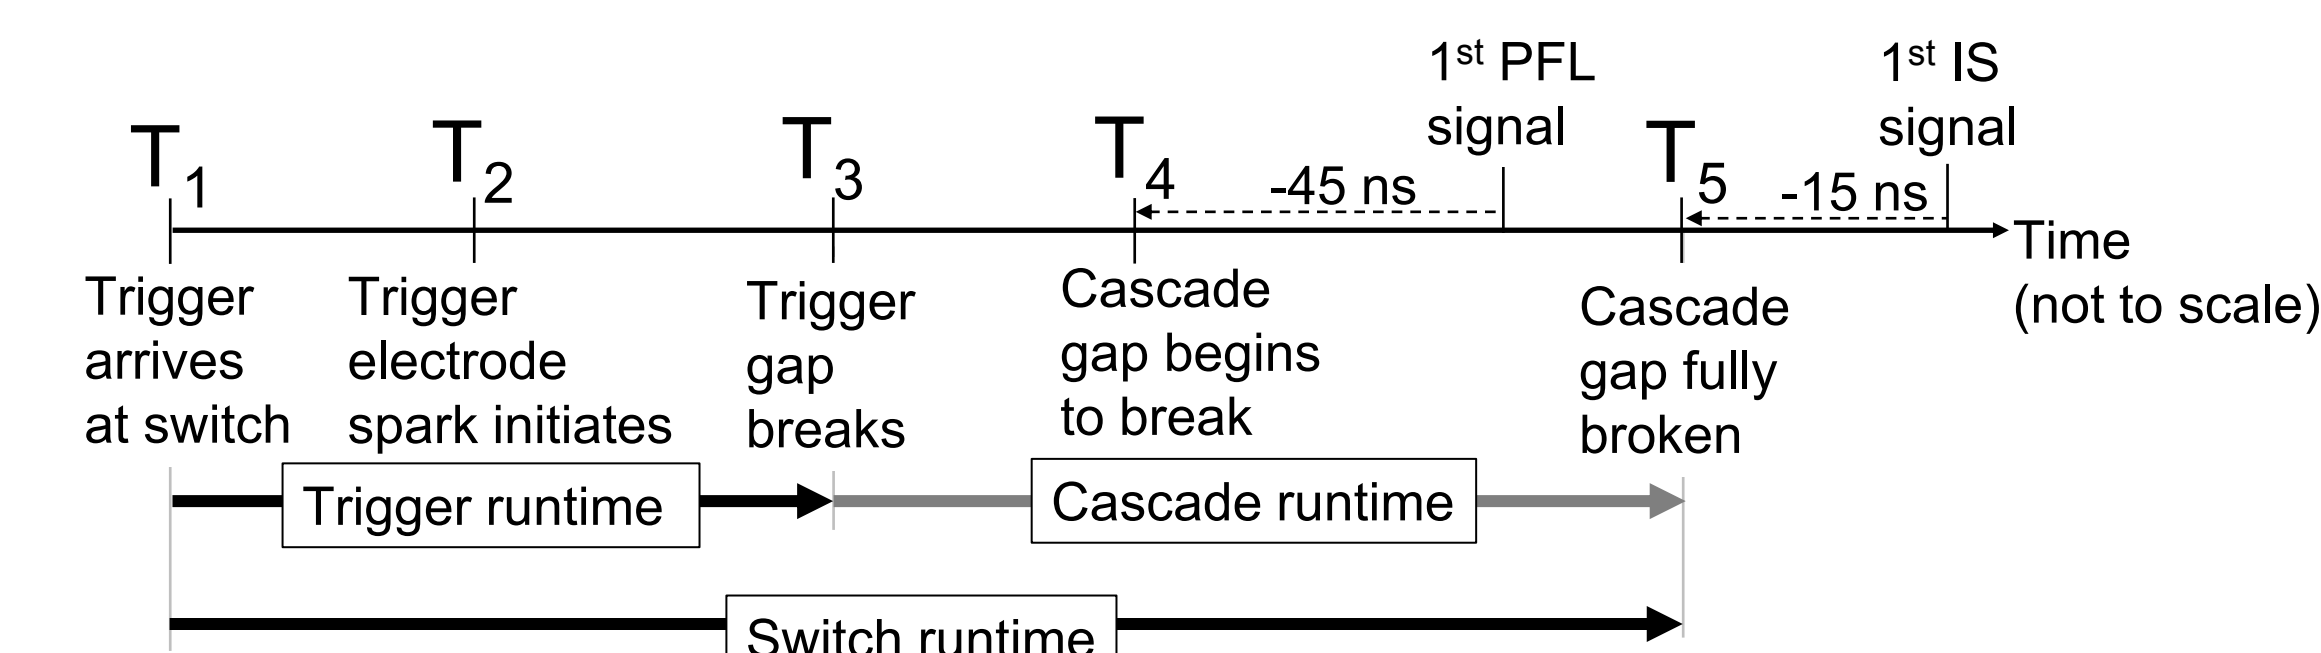 1st PFL
signal
1st IS
signal
T1
T2
T3
T4
-45 ns
T5
-15 ns
Time
(not to scale)
Trigger
arrives
at switch
Trigger
electrode
spark initiates
Trigger
gap
breaks
Cascade
gap begins
to break
Cascade
gap fully
broken
Trigger runtime
Cascade runtime
Switch runtime